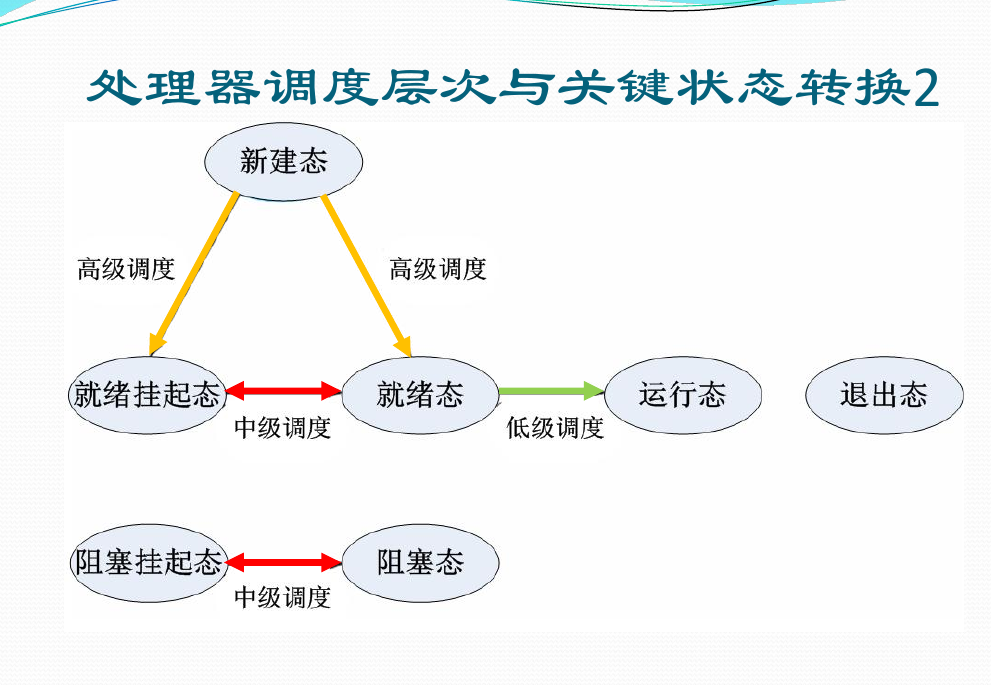 处理器调度层次与关键状态转换2
新建态
高级调度
高级调度
就绪挂起态
就绪态
运行态
退出态
中级调度
低级调度
阻塞挂起态
阻塞态
中级调度